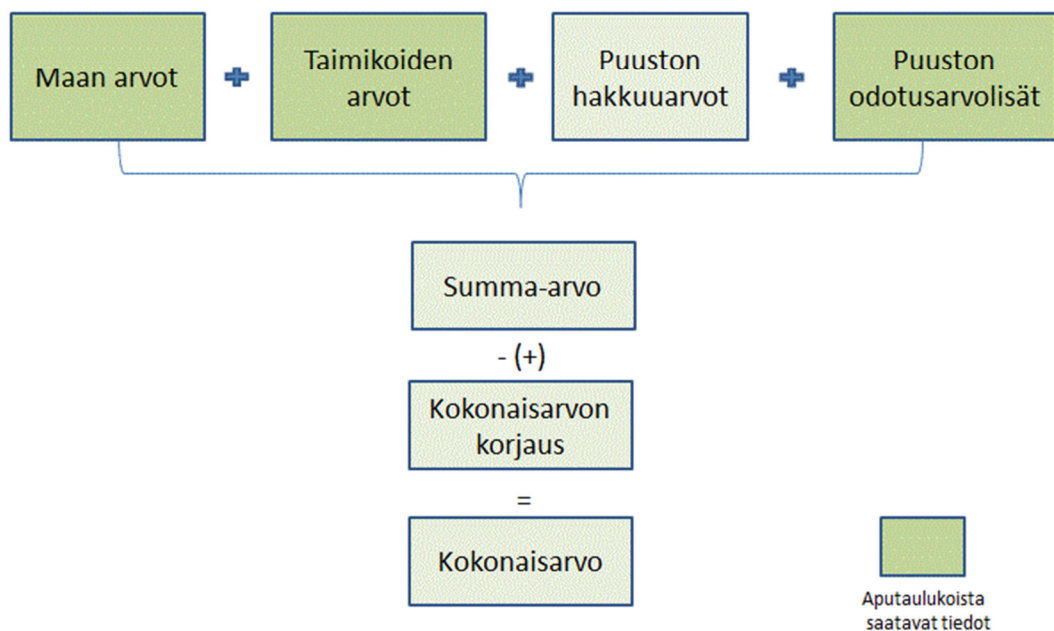 Maan arvot
Taimikoiden
arvot
Puuston
hakkuuarvot
Puuston
odotusarvolisät
Summa-arvo
- (+)
Kokonaisarvon
korjaus
=
Kokonaisarvo
Aputaulukoista
saatavat tiedot